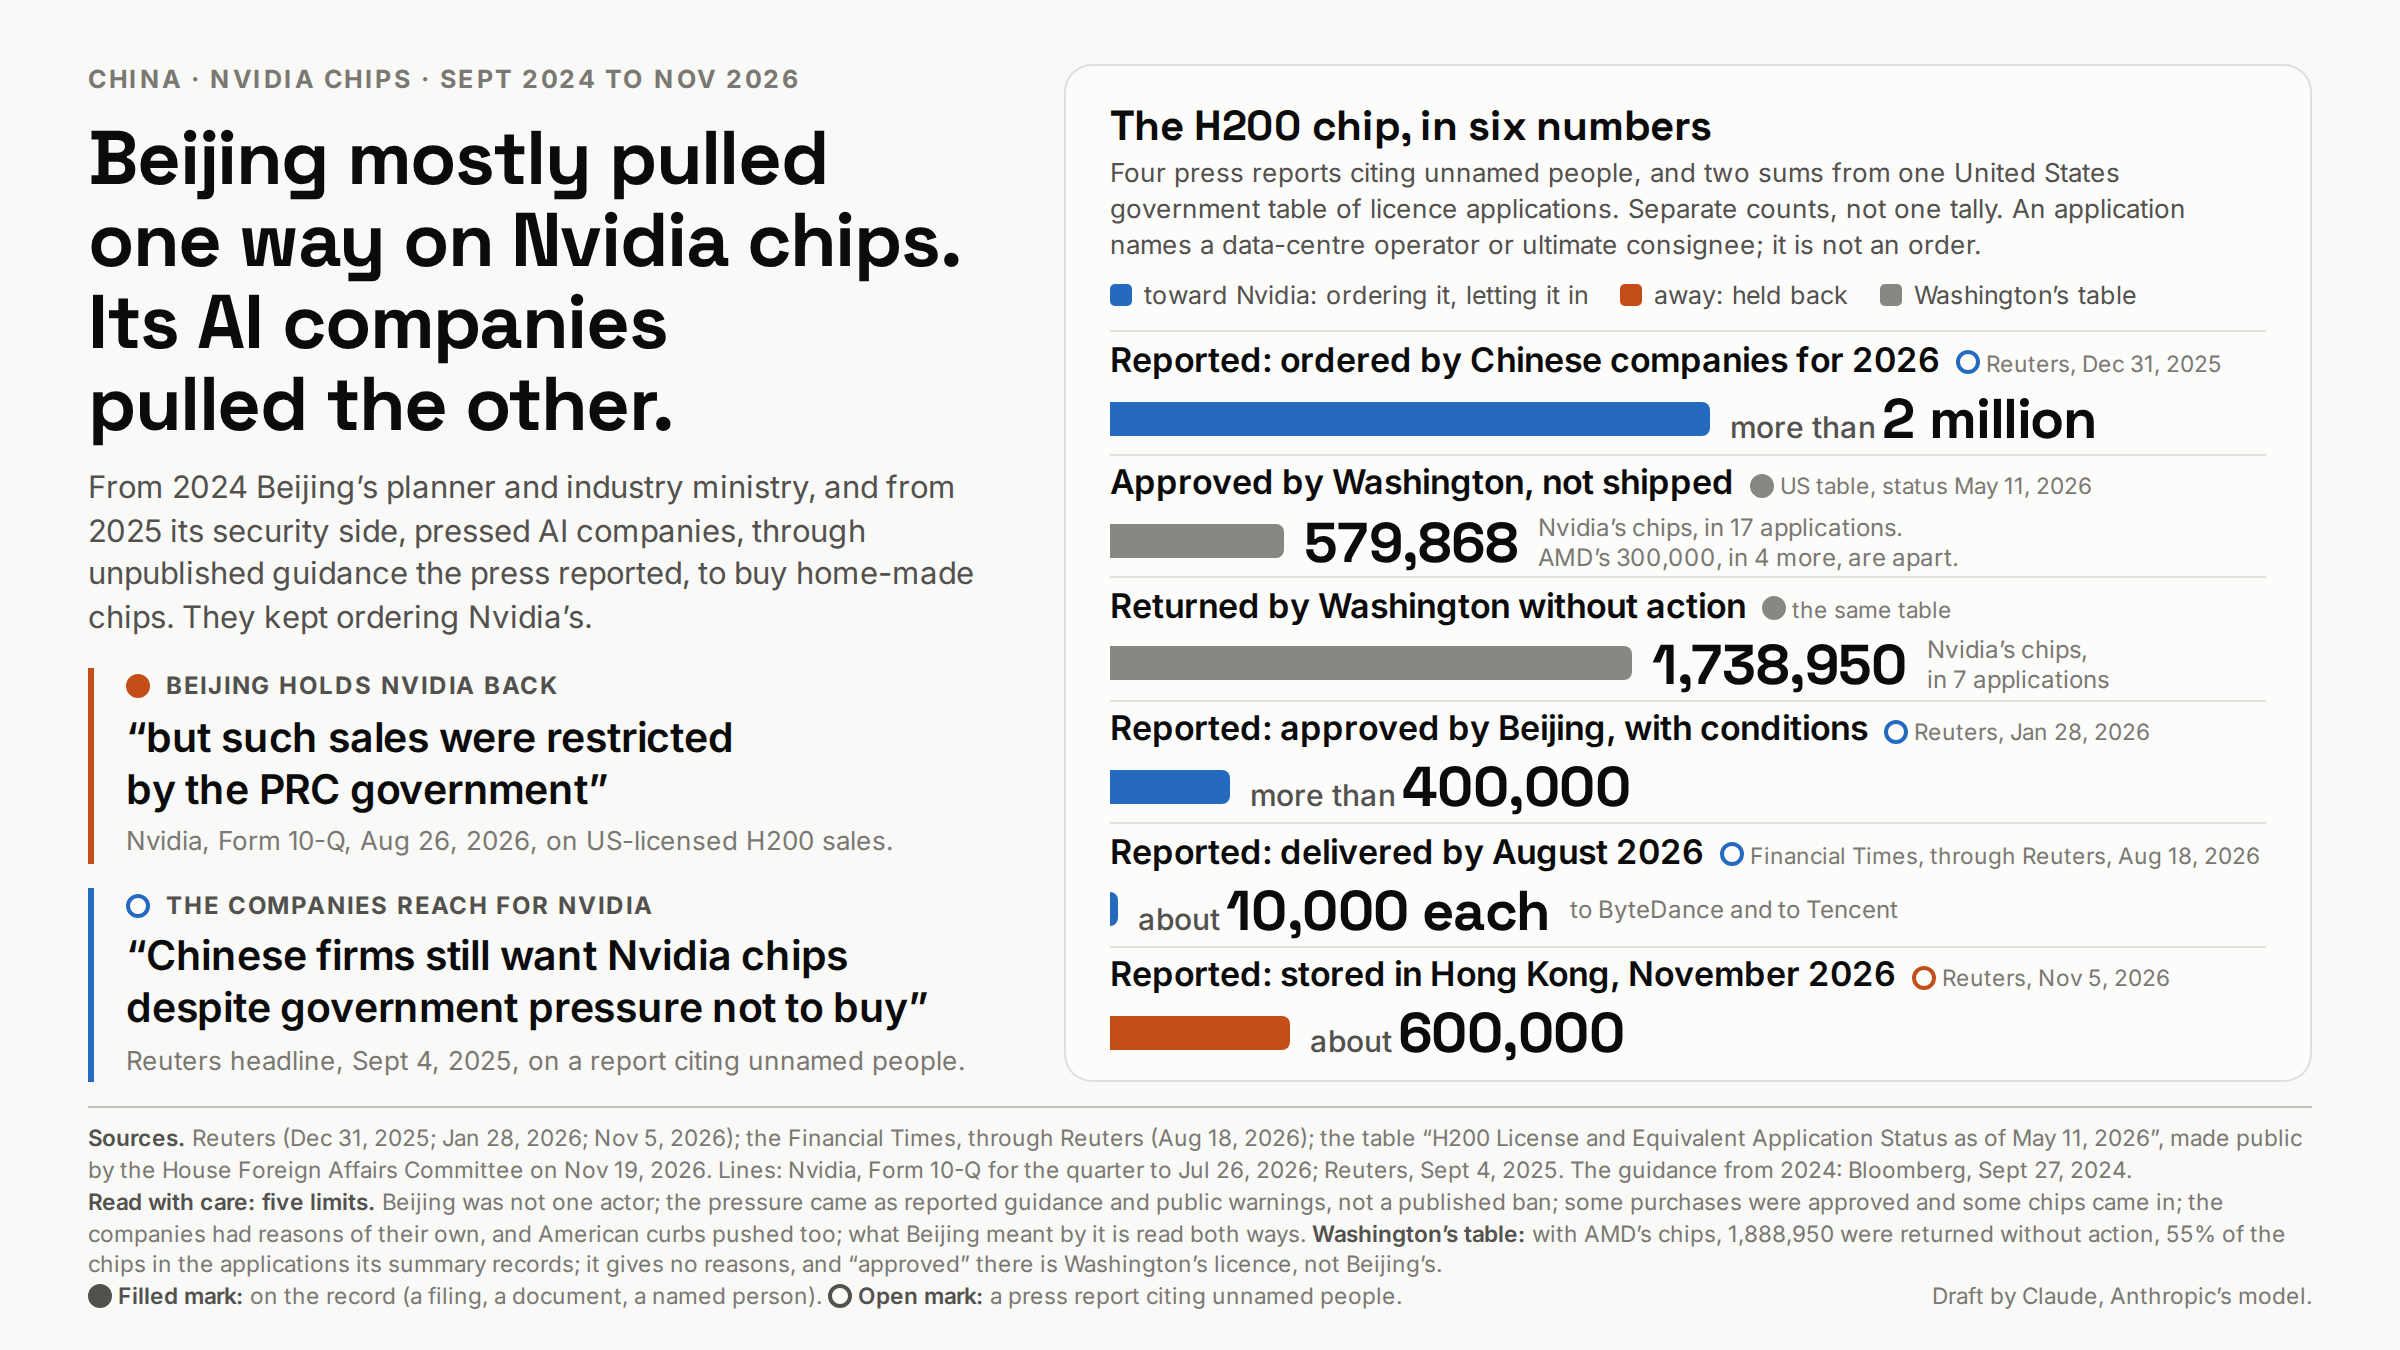 CHINA · NVIDIA CHIPS · SEPT 2024 TO NOV 2026
Beijing mostly pulled
one way on Nvidia chips.
Its AI companies
pulled the other.
From 2024 Beijing’s planner and industry ministry, and from
2025 its security side, pressed AI companies, through
unpublished guidance the press reported, to buy home-made
chips. They kept ordering Nvidia’s.
BEIJING HOLDS NVIDIA BACK
“but such sales were restricted
by the PRC government”
Nvidia, Form 10-Q, Aug 26, 2026, on US-licensed H200 sales.
THE COMPANIES REACH FOR NVIDIA
“Chinese firms still want Nvidia chips
despite government pressure not to buy”
Reuters headline, Sept 4, 2025, on a report citing unnamed people.
The H200 chip, in six numbers
Four press reports citing unnamed people, and two sums from one United States
government table of licence applications. Separate counts, not one tally. An application
names a data-centre operator or ultimate consignee; it is not an order.
toward Nvidia: ordering it, letting it in away: held back Washington’s table
Reported: ordered by Chinese companies for 2026 Reuters, Dec 31, 2025
more than 2 million
Approved by Washington, not shipped US table, status May 11, 2026
579,868 Nvidia’s chips, in 17 applications.
AMD’s 300,000, in 4 more, are apart.
Returned by Washington without action the same table
1,738,950 Nvidia’s chips,
in 7 applications
Reported: approved by Beijing, with conditions Reuters, Jan 28, 2026
more than 400,000
Reported: delivered by August 2026 Financial Times, through Reuters, Aug 18, 2026
about 10,000 each to ByteDance and to Tencent
Reported: stored in Hong Kong, November 2026 Reuters, Nov 5, 2026
about 600,000
Sources. Reuters (Dec 31, 2025; Jan 28, 2026; Nov 5, 2026); the Financial Times, through Reuters (Aug 18, 2026); the table “H200 License and Equivalent Application Status as of May 11, 2026”, made public
by the House Foreign Affairs Committee on Nov 19, 2026. Lines: Nvidia, Form 10-Q for the quarter to Jul 26, 2026; Reuters, Sept 4, 2025. The guidance from 2024: Bloomberg, Sept 27, 2024.
Read with care: five limits. Beijing was not one actor; the pressure came as reported guidance and public warnings, not a published ban; some purchases were approved and some chips came in; the
companies had reasons of their own, and American curbs pushed too; what Beijing meant by it is read both ways. Washington’s table: with AMD’s chips, 1,888,950 were returned without action, 55% of the
chips in the applications its summary records; it gives no reasons, and “approved” there is Washington’s licence, not Beijing’s.
Filled mark: on the record (a filing, a document, a named person). Open mark: a press report citing unnamed people.
Draft by Claude, Anthropic’s model.